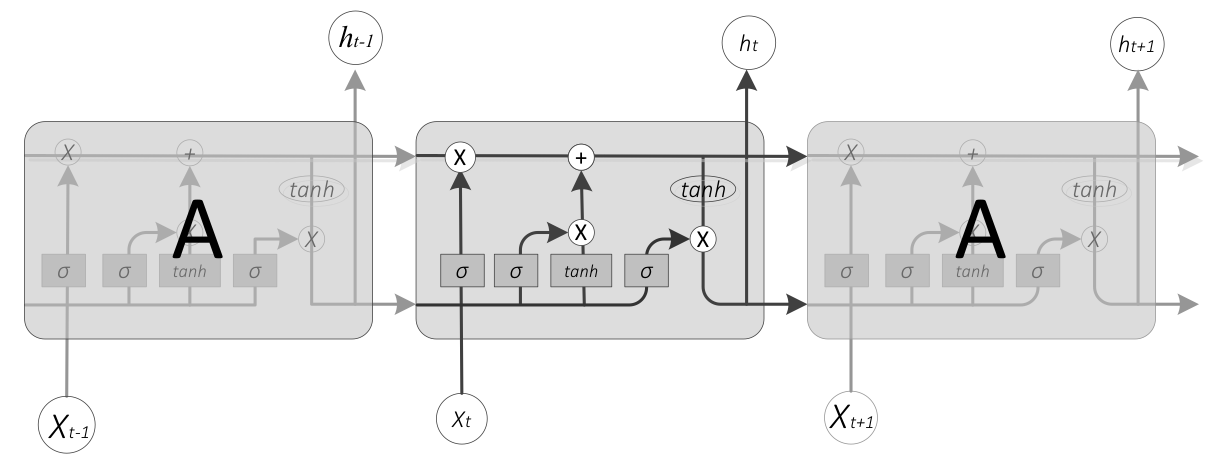 ht-1
ht
ht+1
X + tanh X
X + tanh X X
X + tanh X
A
A
σ σ tanh σ
σ σ tanh σ
σ σ tanh σ
Xt-1
Xt
Xt+1